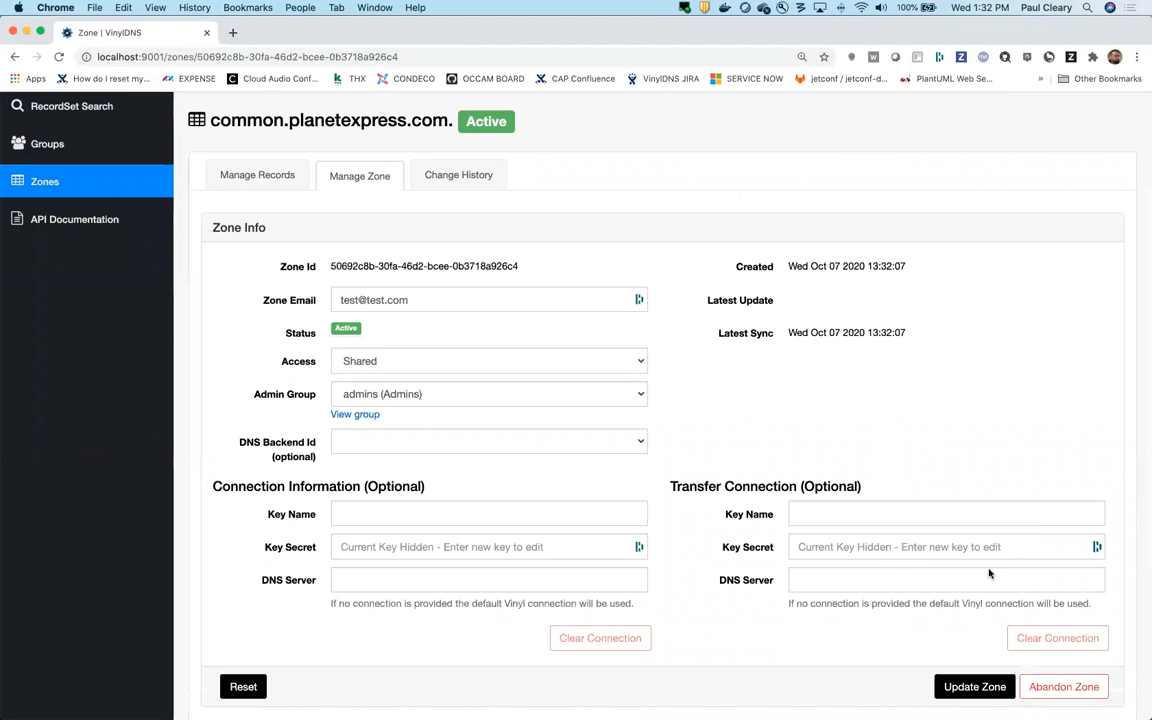 Chrome File Edit View History Bookmarks People Tab Window Help 100% Wed 1:32 PM Paul Cleary
Zone | VinylDNS
localhost:9001/zones/50692c8b-30fa-46d2-bcee-0b3718a926c4
Apps How do I reset my... EXPENSE Cloud Audio Conf... THX CONDECO OCCAM BOARD CAP Confluence VinylDNS JIRA SERVICE NOW jetconf / jetconf-d... PlantUML Web Se... » Other Bookmarks
RecordSet Search
Groups
Zones
API Documentation
common.planetexpress.com. Active
Manage Records Manage Zone Change History
Zone Info
Zone Id 50692c8b-30fa-46d2-bcee-0b3718a926c4 Created Wed Oct 07 2020 13:32:07
Zone Email test@test.com Latest Update
Status Active Latest Sync Wed Oct 07 2020 13:32:07
Access Shared
Admin Group admins (Admins)
View group
DNS Backend Id
(optional)
Connection Information (Optional) Transfer Connection (Optional)
Key Name Key Name
Key Secret Current Key Hidden - Enter new key to edit Key Secret Current Key Hidden - Enter new key to edit
DNS Server DNS Server
If no connection is provided the default Vinyl connection will be used. If no connection is provided the default Vinyl connection will be used.
Clear Connection Clear Connection
Reset Update Zone Abandon Zone